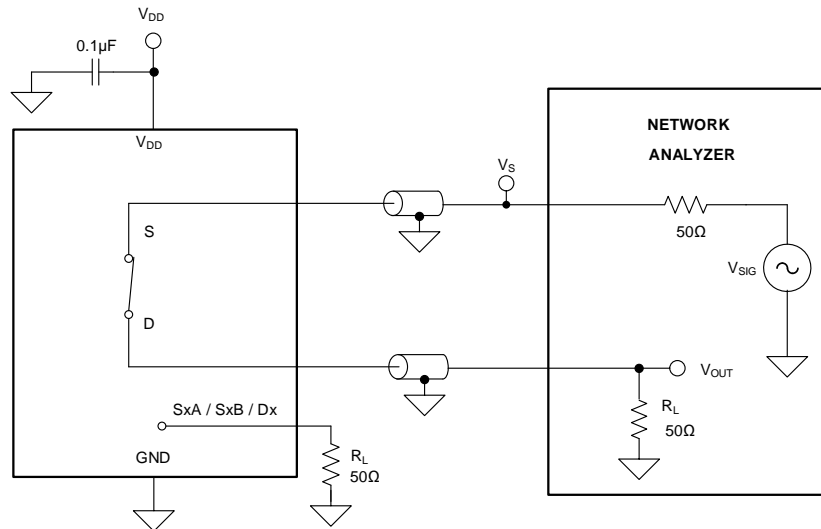 VDD
0.1µF
VDD
NETWORK
ANALYZER
VS
S
50Ω
VSIG
D
VOUT
SxA / SxB / Dx
RL
50Ω
GND
RL
50Ω